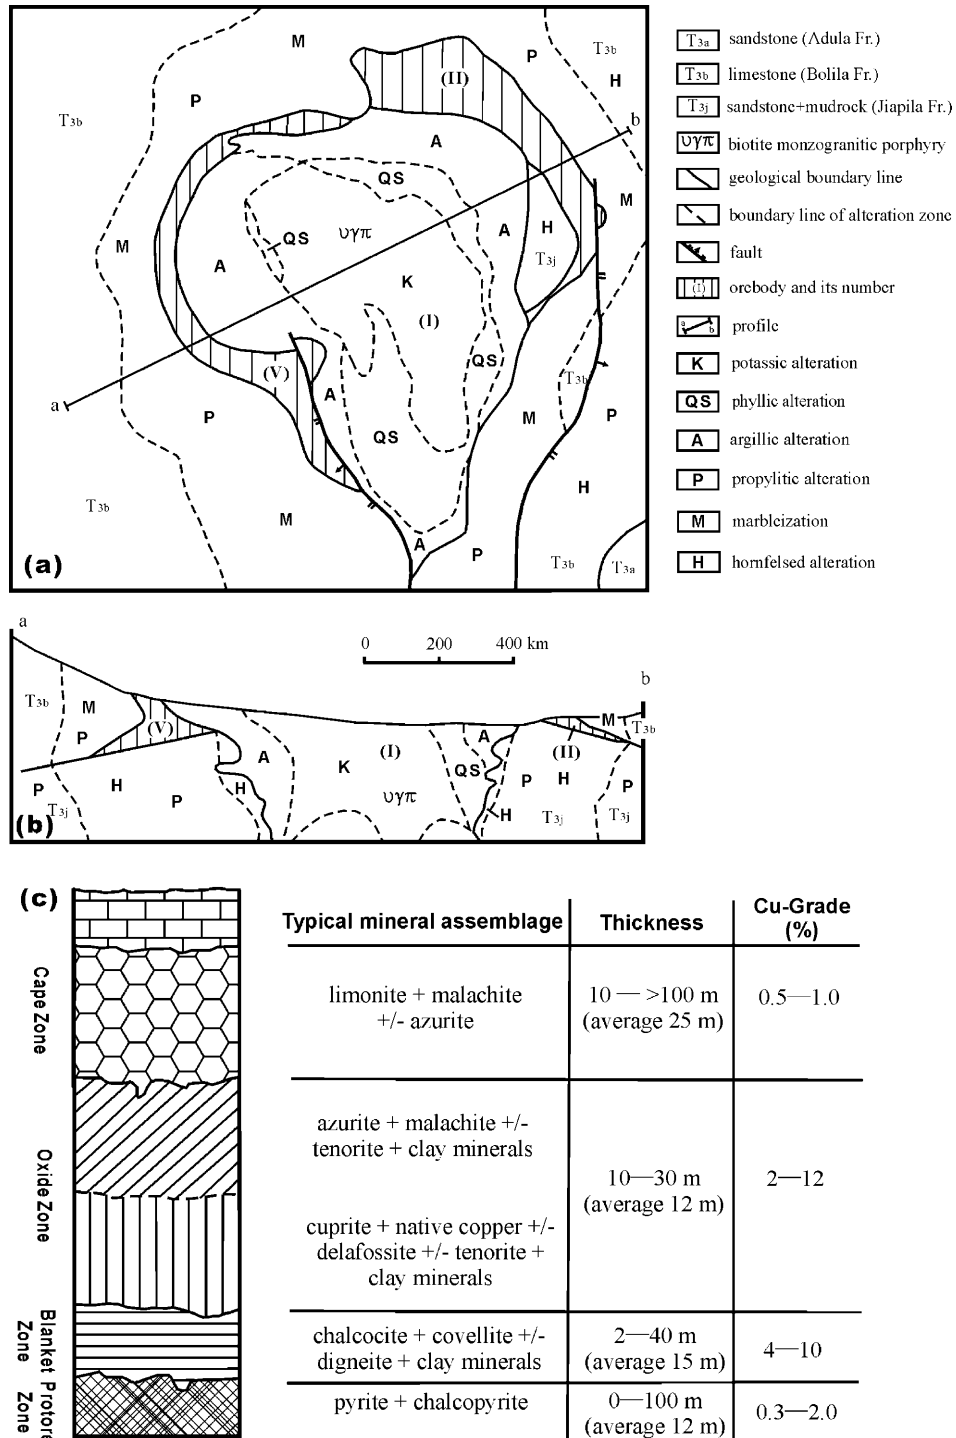 M
P
T3b
H
(II)
b
T3b
P
A
QS
M
QS
υγπ
A
H
M
A
T3j
K
(I)
QS
(V)
T3b
a
A
P
M
P
QS
H
T3b
M
A
P
T3b
T3a
(a)
T3a sandstone (Adula Fr.)
T3b limestone (Bolila Fr.)
T3j sandstone+mudrock (Jiapila Fr.)
υγπ biotite monzogranitic porphyry
geological boundary line
boundary line of alteration zone
fault
(I) orebody and its number
a b profile
K potassic alteration
QS phyllic alteration
A argillic alteration
P propylitic alteration
M marbleization
H hornfelsed alteration
a
0 200 400 km
b
T3b
M
(V)
P
A
(I)
A
(II)
M
T3b
K
QS
P
H
T3j
H
P
H
υγπ
H
P
H
T3j
P
T3j
(b)
(c)
Typical mineral assemblage
Thickness
Cu-Grade
(%)
Cape Zone
limonite + malachite
+/- azurite
10 — >100 m
(average 25 m)
0.5—1.0
Oxide Zone
azurite + malachite +/-
tenorite + clay minerals
cuprite + native copper +/-
delafossite +/- tenorite +
clay minerals
10—30 m
(average 12 m)
2—12
Blanket
Zone
chalcocite + covellite +/-
digneite + clay minerals
2—40 m
(average 15 m)
4—10
Protore
Zone
pyrite + chalcopyrite
0—100 m
(average 12 m)
0.3—2.0